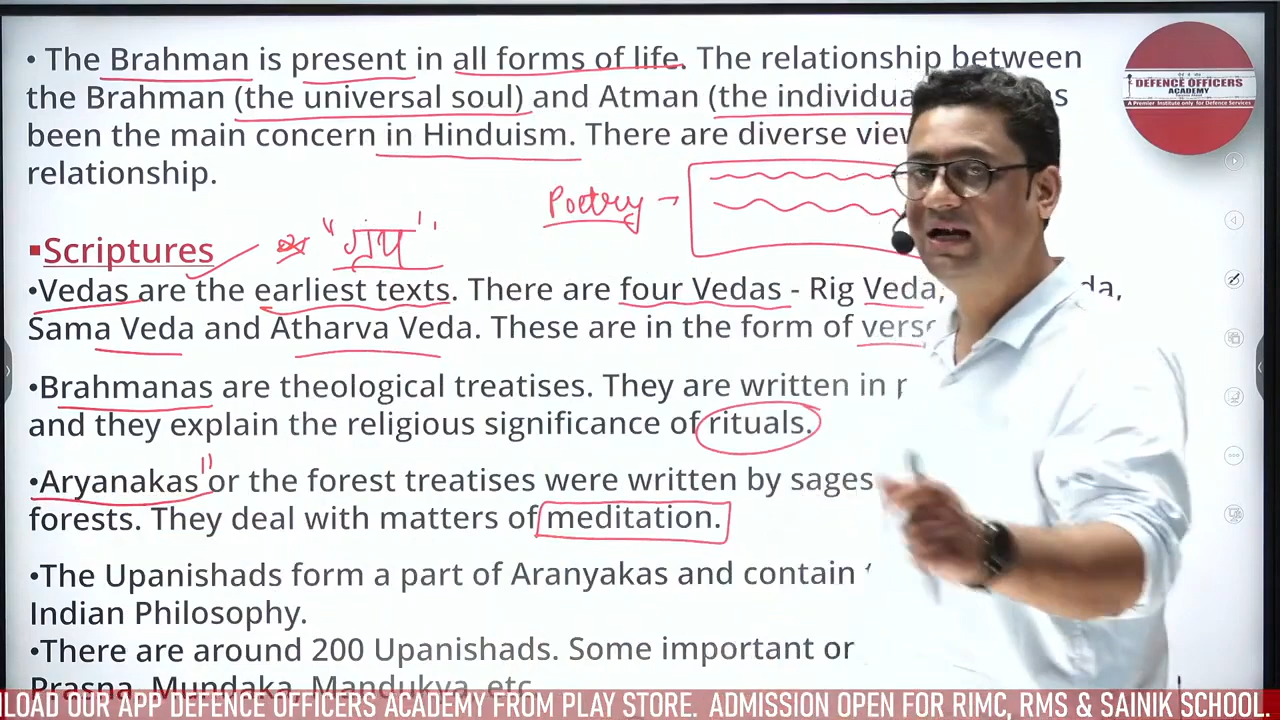 • The Brahman is present in all forms of life. The relationship between
the Brahman (the universal soul) and Atman (the individua
been the main concern in Hinduism. There are diverse view
relationship.
Poetry →
▪Scriptures "गद्य"
•Vedas are the earliest texts. There are four Vedas - Rig Veda, da,
Sama Veda and Atharva Veda. These are in the form of verse
•Brahmanas are theological treatises. They are written in
and they explain the religious significance of rituals.
•Aryanakas or the forest treatises were written by sages
forests. They deal with matters of meditation.
•The Upanishads form a part of Aranyakas and contain
Indian Philosophy.
•There are around 200 Upanishads. Some important or
Prasna, Mundaka, Mandukya, etc.
DEFENCE OFFICERS
ACADEMY
A Premier Institute only for Defence Services
LOAD OUR APP DEFENCE OFFICERS ACADEMY FROM PLAY STORE. ADMISSION OPEN FOR RIMC, RMS & SAINIK SCHOOL.